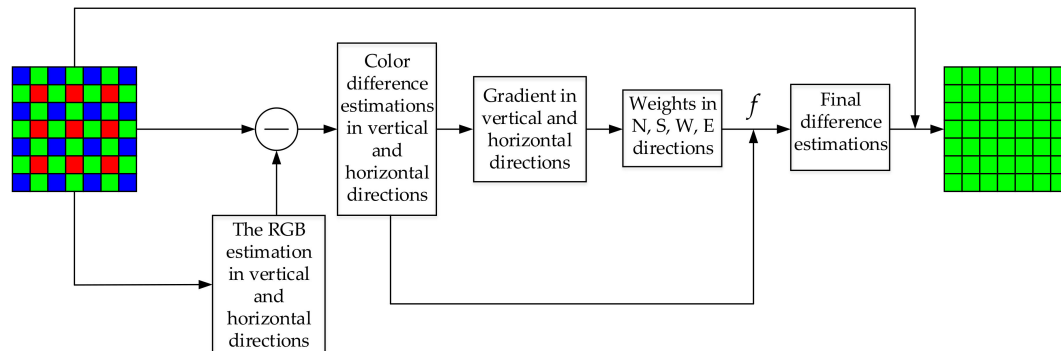 Color
difference
estimations
in vertical
and
horizontal
directions
Gradient in
vertical and
horizontal
directions
Weights in
N, S, W, E
directions
f
Final
difference
estimations
The RGB
estimation
in vertical
and
horizontal
directions